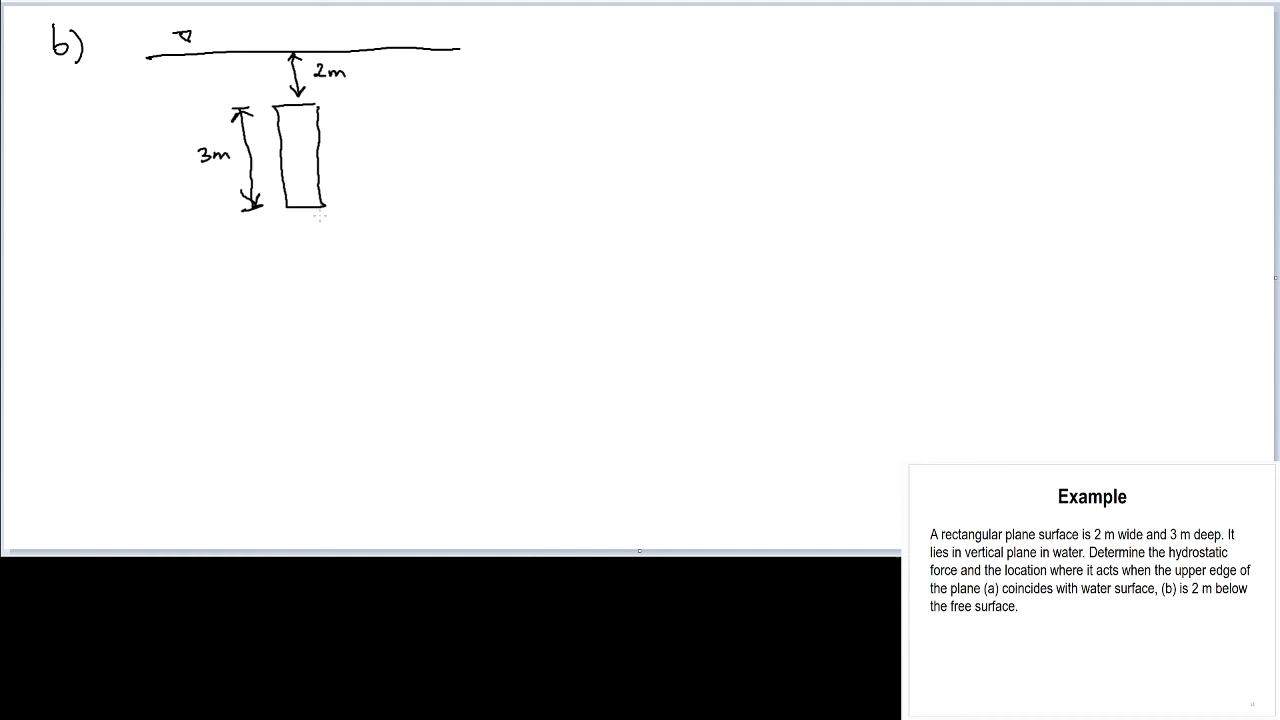 b)
2m
3m
Example
A rectangular plane surface is 2 m wide and 3 m deep. It
lies in vertical plane in water. Determine the hydrostatic
force and the location where it acts when the upper edge of
the plane (a) coincides with water surface, (b) is 2 m below
the free surface.